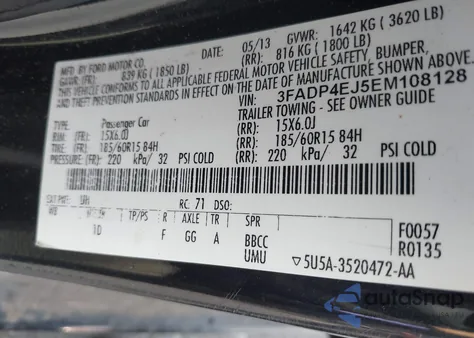 MFD. BY FORD MOTOR CO.
DATE: 05/13 GVWR: 1642 KG ( 3620 LB)
GVWR: (FR): 839 KG ( 1850 LB) (RR): 816 KG ( 1800 LB)
THIS VEHICLE CONFORMS TO ALL APPLICABLE FEDERAL MOTOR VEHICLE SAFETY, BUMPER,
AND THEFT PREVENTION STANDARDS IN EFFECT ON THE DATE OF MANUFACTURE SHOWN ABOVE.
VIN: 3FADP4EJ5EM108128
TYPE: Passenger Car TRAILER TOWING - SEE OWNER GUIDE
RIM: (FR): 15X6.0J (RR): 15X6.0J
TIRE: (FR): 185/60R15 84H (RR): 185/60R15 84H
PRESSURE: (FR): 220 kPa/ 32 PSI COLD (RR): 220 kPa/ 32 PSI COLD
EXT PNT: UH RC: 71 DSO: F0057
WB TP/PS R AXLE TR SPR R0135
1D F GG A BBCC
UMU ▽5U5A-3520472-AA
autoSnap